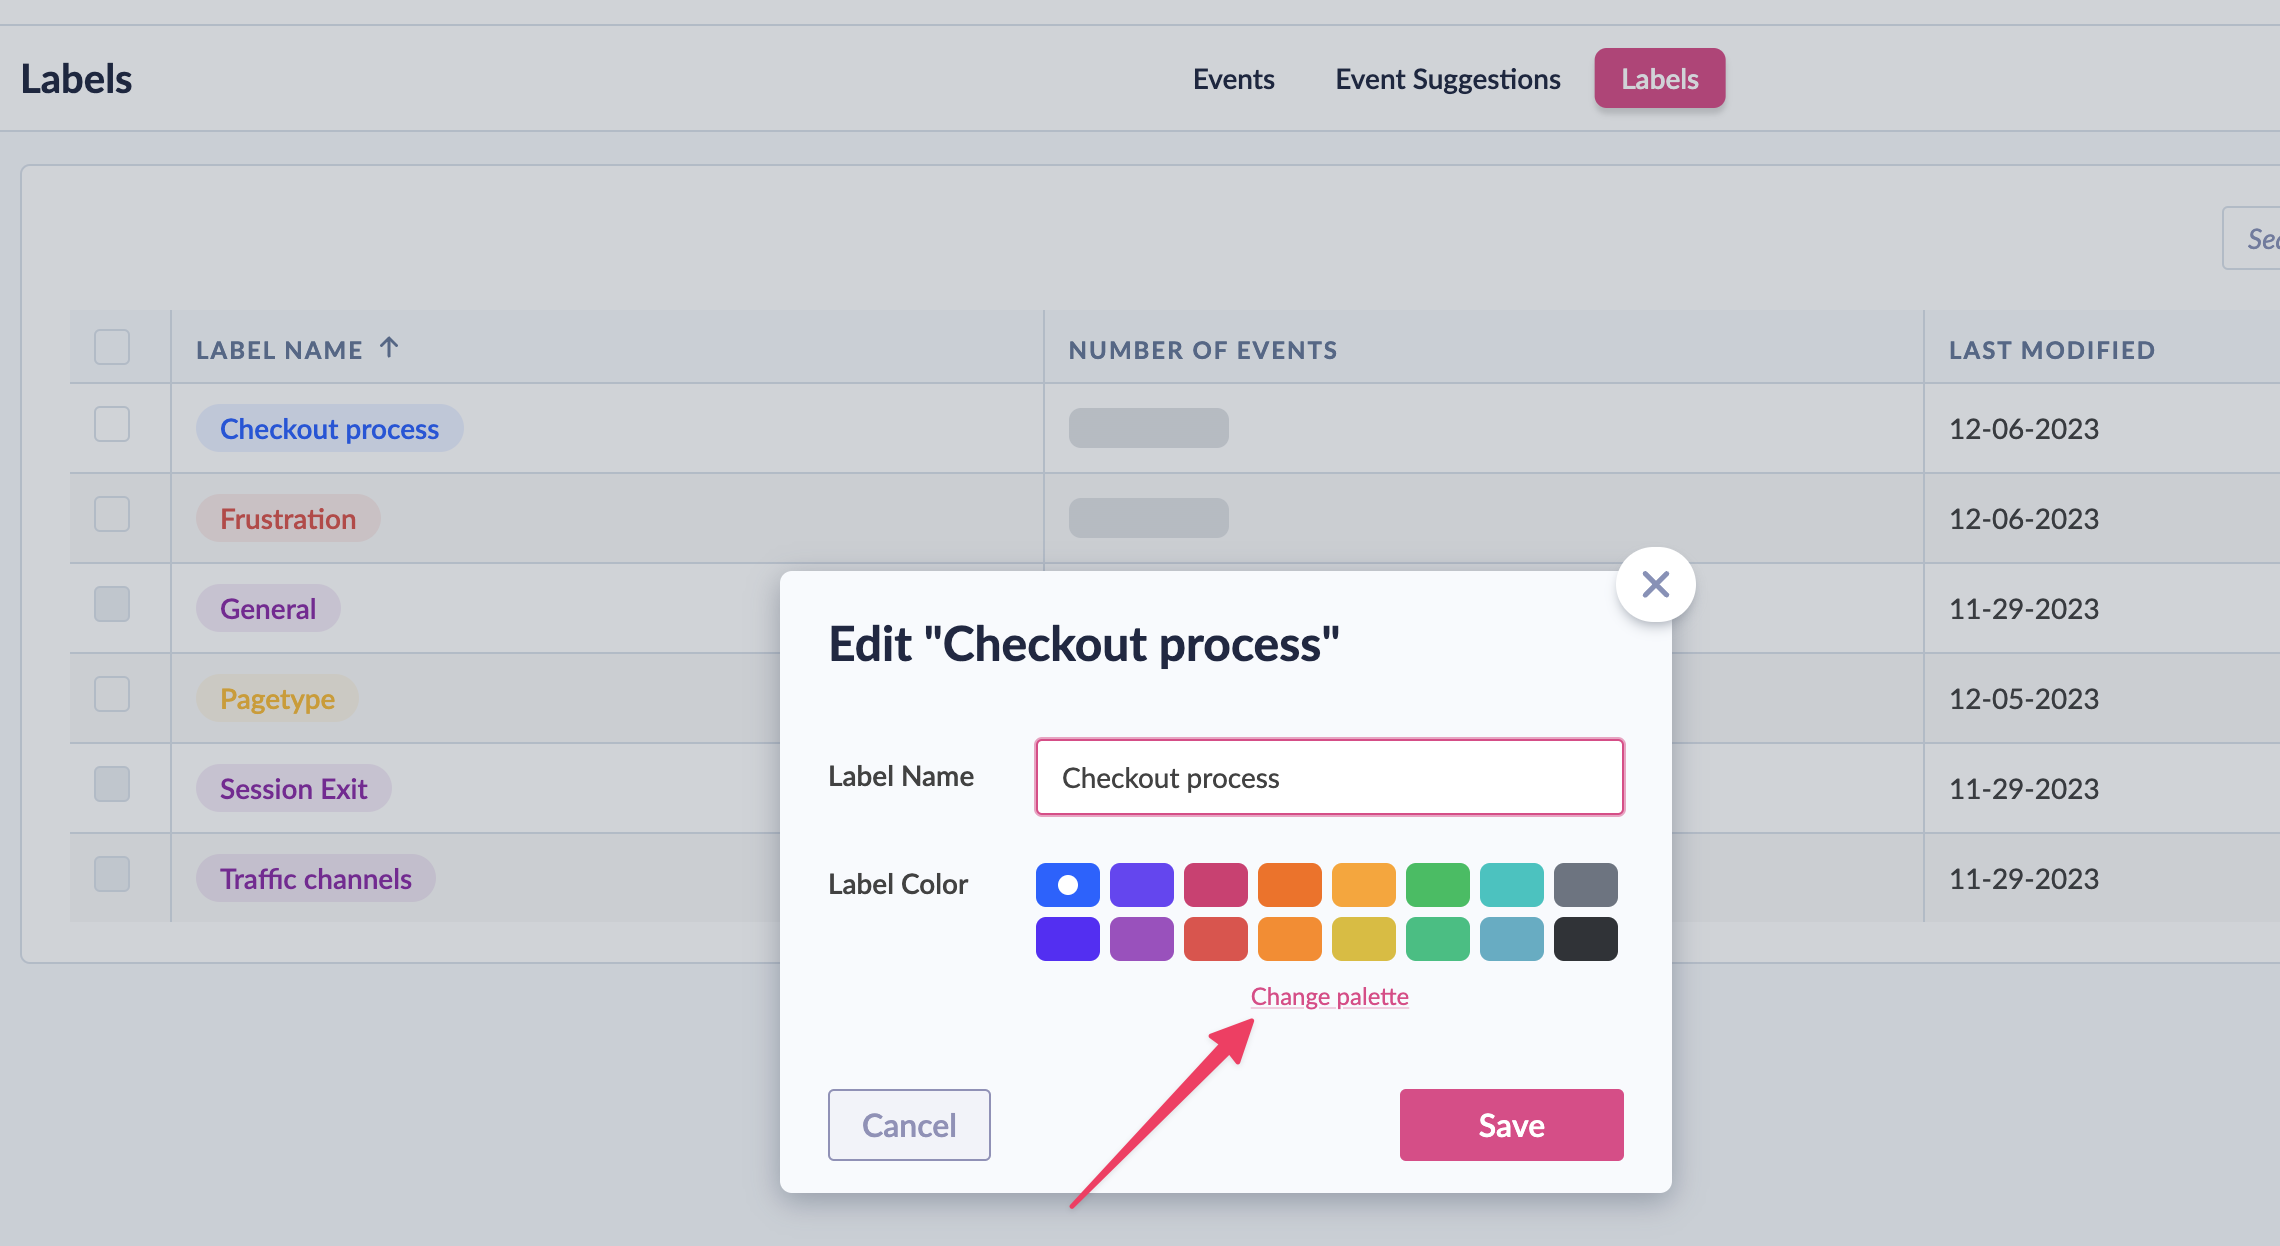 Labels
Events
Event Suggestions
Labels
LABEL NAME
NUMBER OF EVENTS
LAST MODIFIED
Checkout process
12-06-2023
Frustration
12-06-2023
General
11-29-2023
Pagetype
12-05-2023
Session Exit
11-29-2023
Traffic channels
11-29-2023
Edit "Checkout process"
Label Name
Checkout process
Label Color
Change palette
Cancel
Save